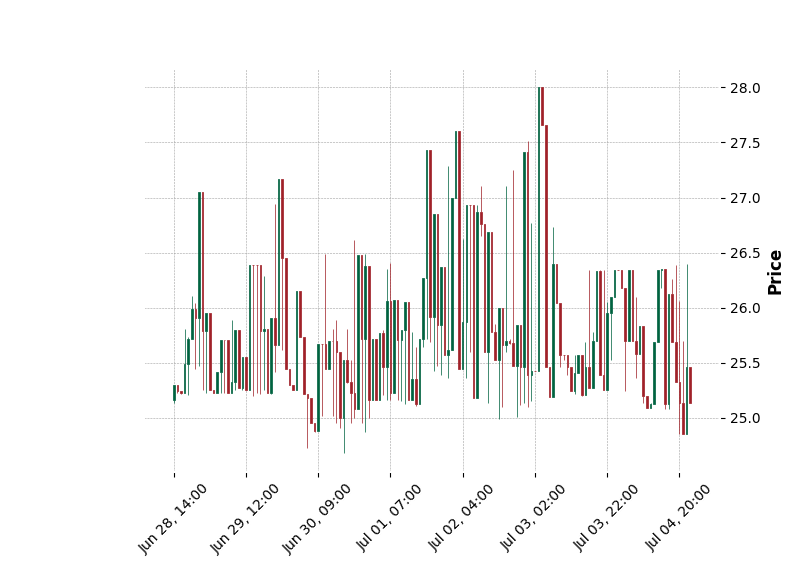 28.0
27.5
27.0
26.5
26.0
25.5
25.0
Price
Jun 28, 14:00
Jun 29, 12:00
Jun 30, 09:00
Jul 01, 07:00
Jul 02, 04:00
Jul 03, 02:00
Jul 03, 22:00
Jul 04, 20:00